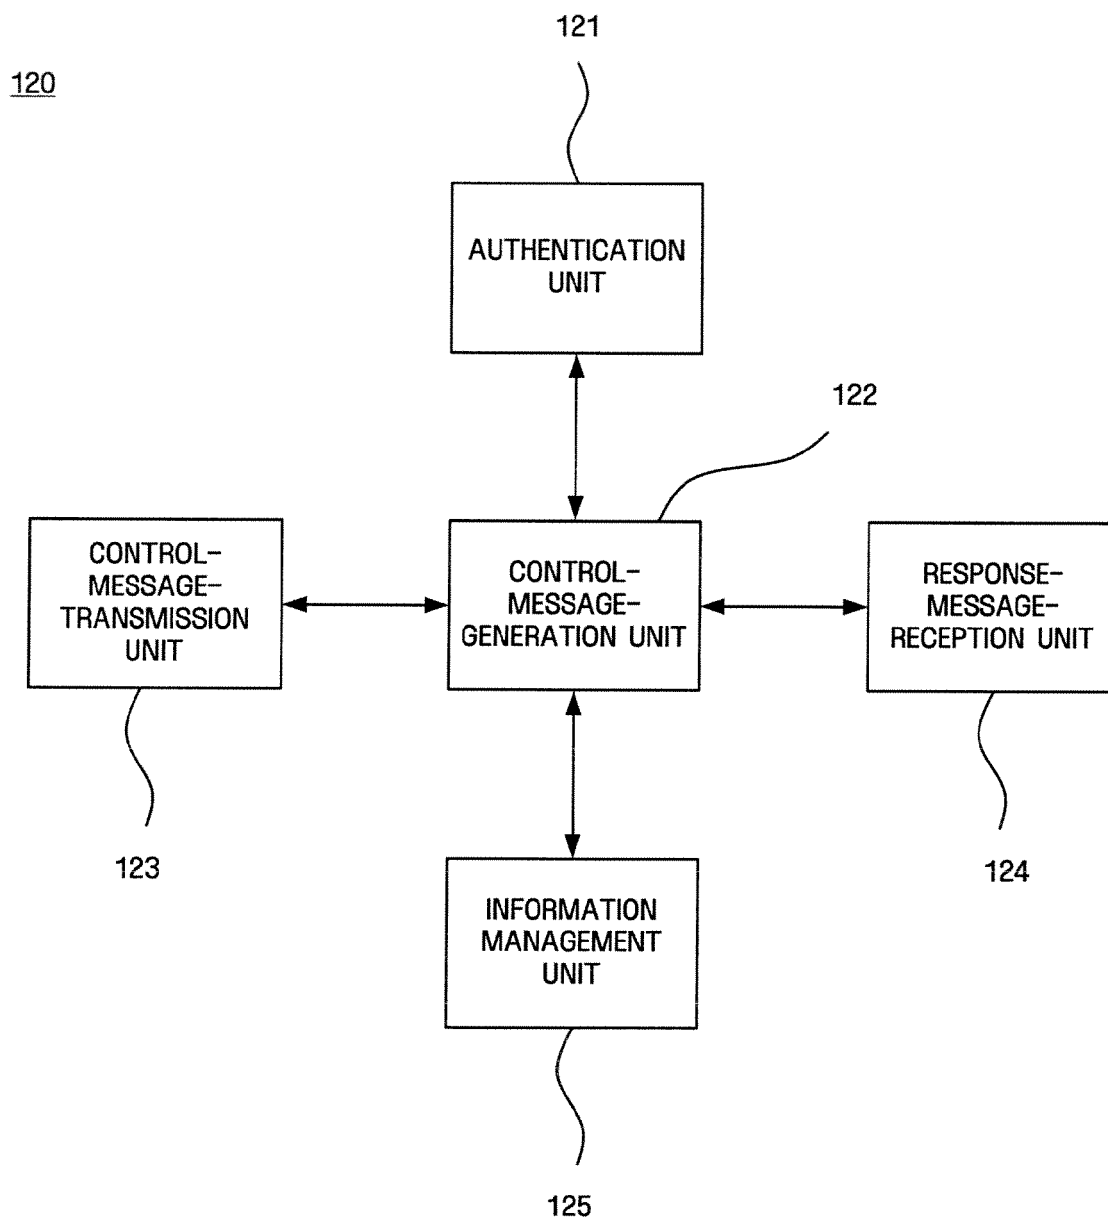 121
120
AUTHENTICATION
UNIT
122
CONTROL-
MESSAGE-
TRANSMISSION
UNIT
CONTROL-
MESSAGE-
GENERATION UNIT
RESPONSE-
MESSAGE-
RECEPTION UNIT
123
124
INFORMATION
MANAGEMENT
UNIT
125